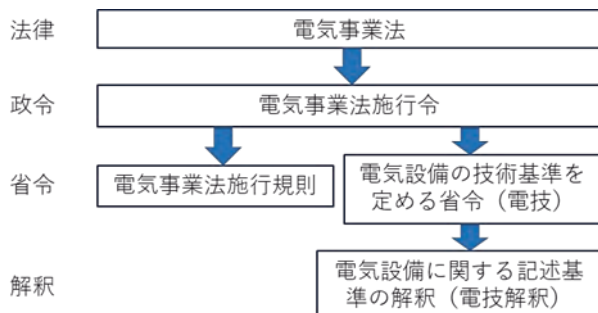 法律
電気事業法
政令
電気事業法施行令
省令
電気事業法施行規則
電気設備の技術基準を
定める省令（電技）
解釈
電気設備に関する記述基
準の解釈（電技解釈）